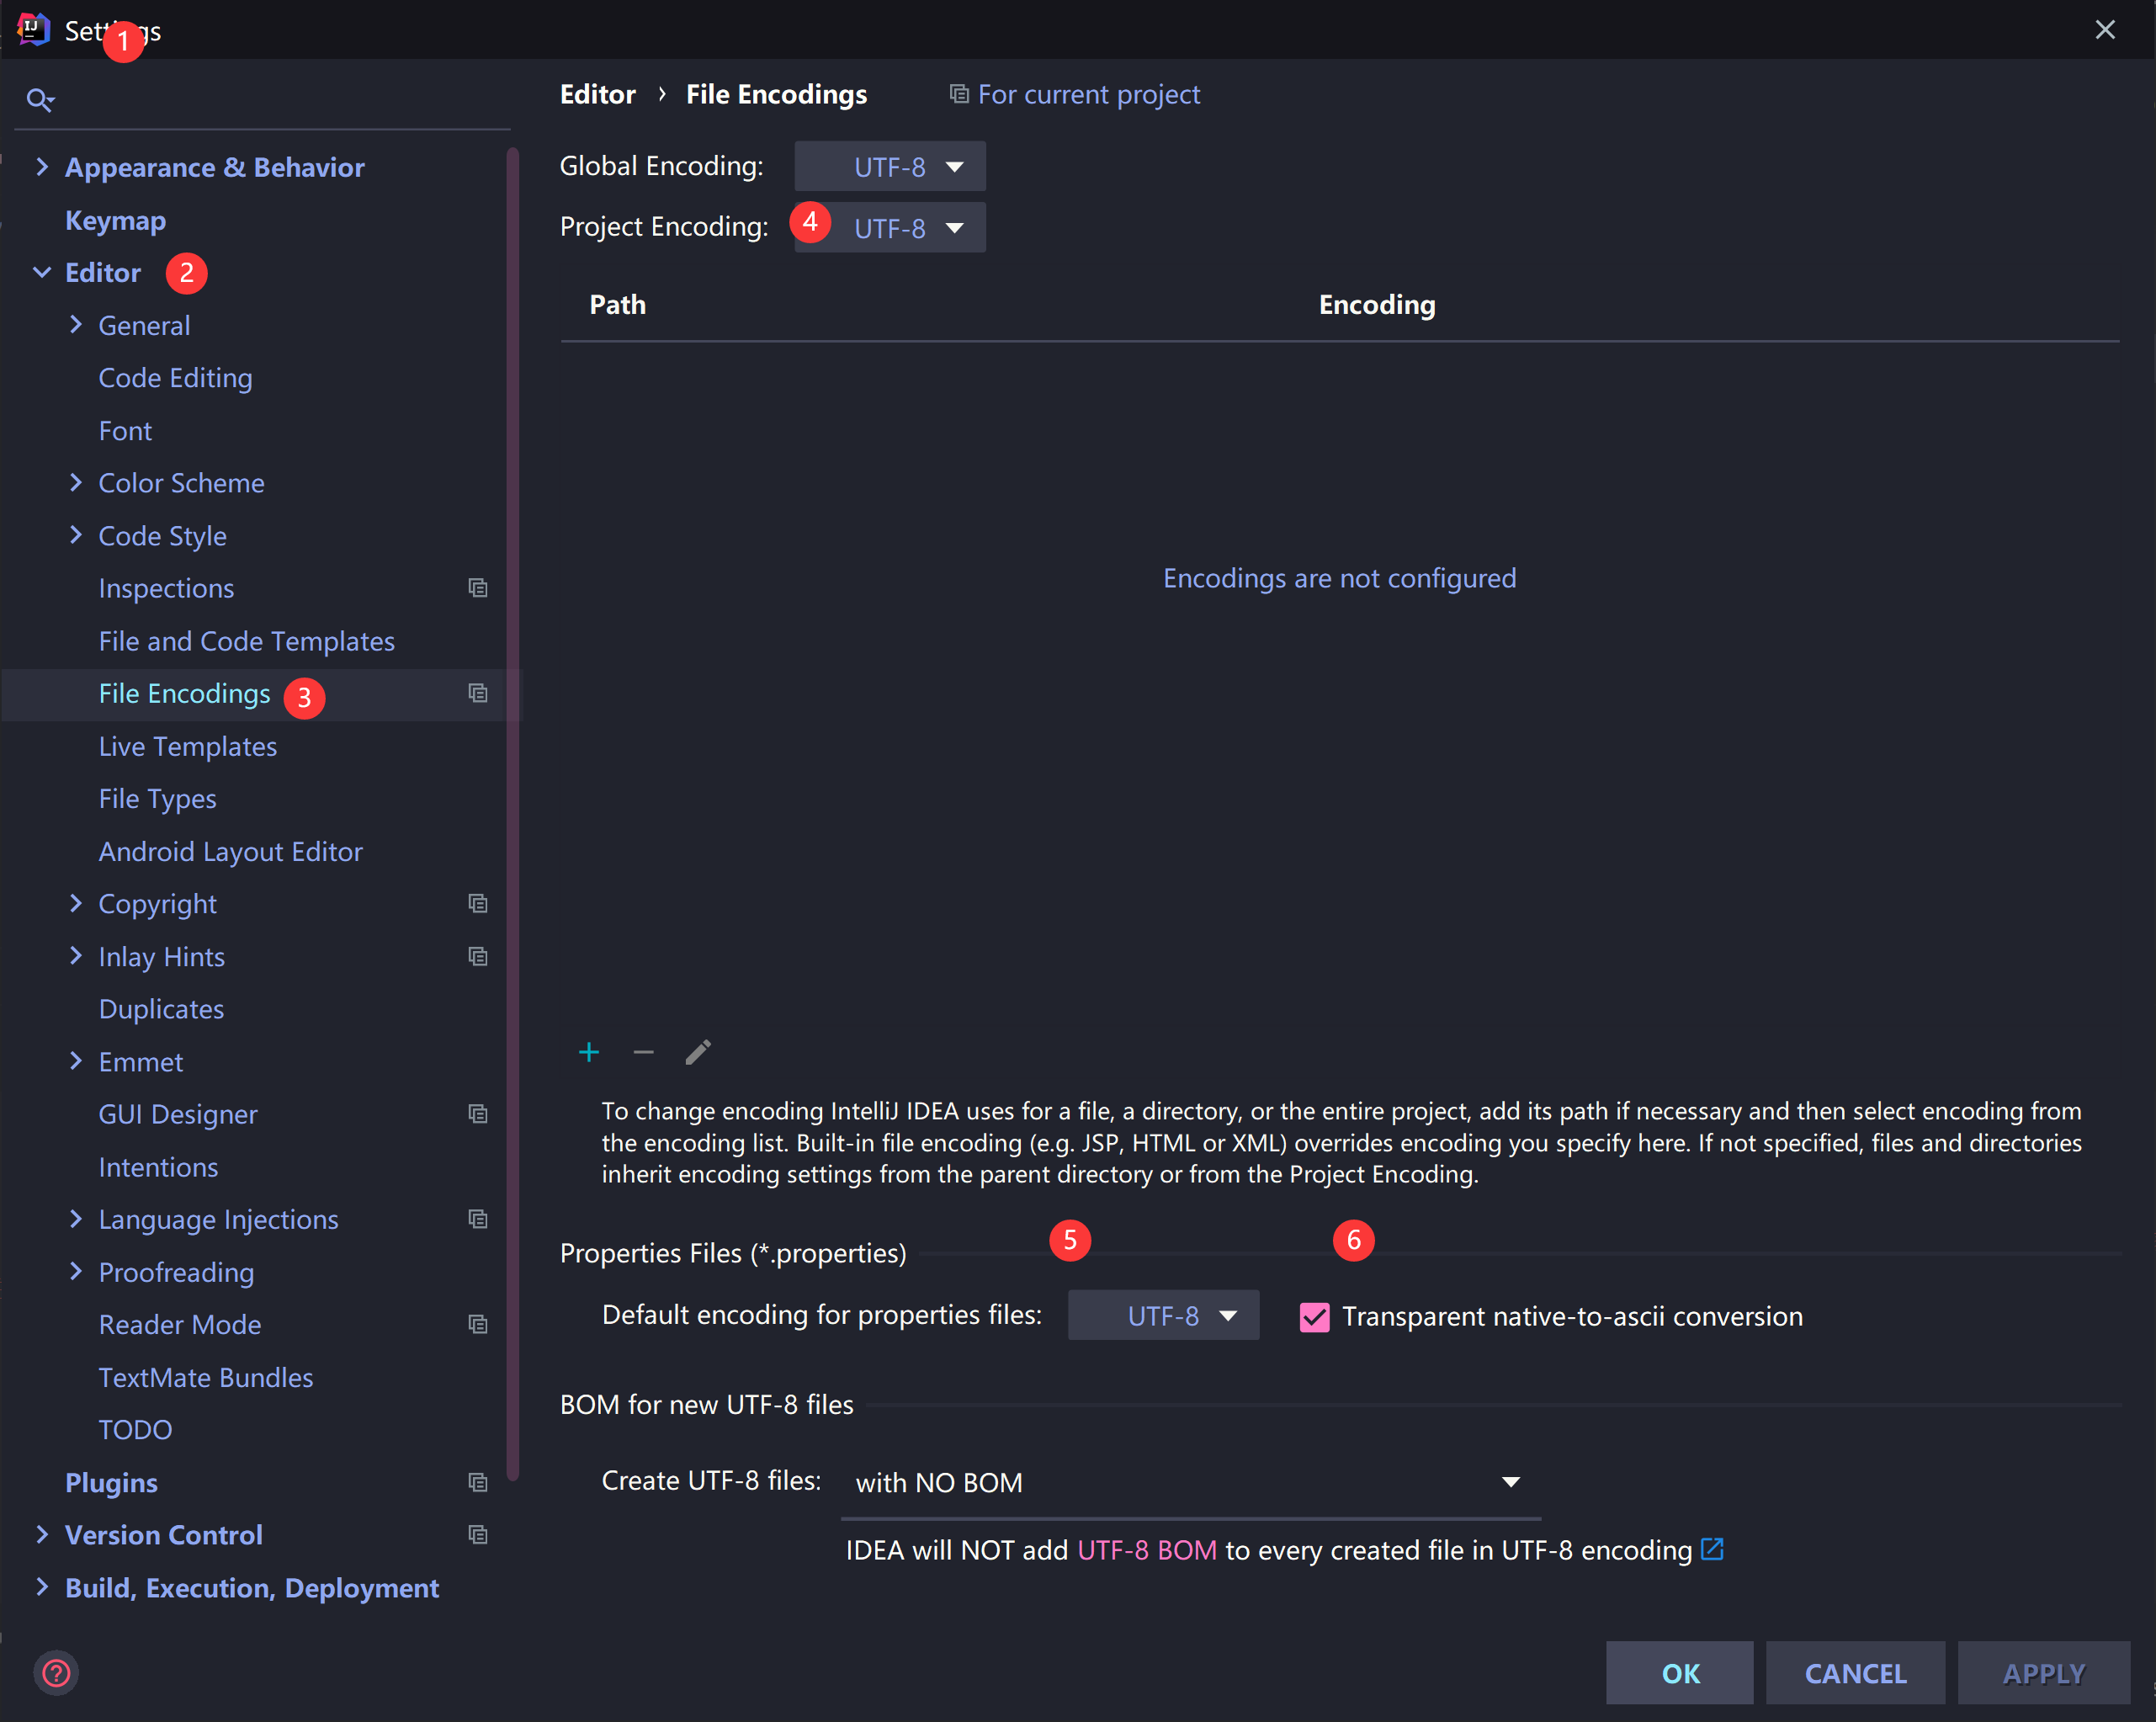 Settings
1
Editor › File Encodings For current project
Global Encoding: UTF-8
Project Encoding: 4 UTF-8
Path Encoding
Encodings are not configured
Appearance & Behavior
Keymap
Editor 2
General
Code Editing
Font
Color Scheme
Code Style
Inspections
File and Code Templates
File Encodings 3
Live Templates
File Types
Android Layout Editor
Copyright
Inlay Hints
Duplicates
Emmet
GUI Designer
Intentions
Language Injections
Proofreading
Reader Mode
TextMate Bundles
TODO
Plugins
Version Control
Build, Execution, Deployment
To change encoding IntelliJ IDEA uses for a file, a directory, or the entire project, add its path if necessary and then select encoding from
the encoding list. Built-in file encoding (e.g. JSP, HTML or XML) overrides encoding you specify here. If not specified, files and directories
inherit encoding settings from the parent directory or from the Project Encoding.
5 6
Properties Files (*.properties)
Default encoding for properties files: UTF-8 Transparent native-to-ascii conversion
BOM for new UTF-8 files
Create UTF-8 files: with NO BOM
IDEA will NOT add UTF-8 BOM to every created file in UTF-8 encoding
? OK CANCEL APPLY